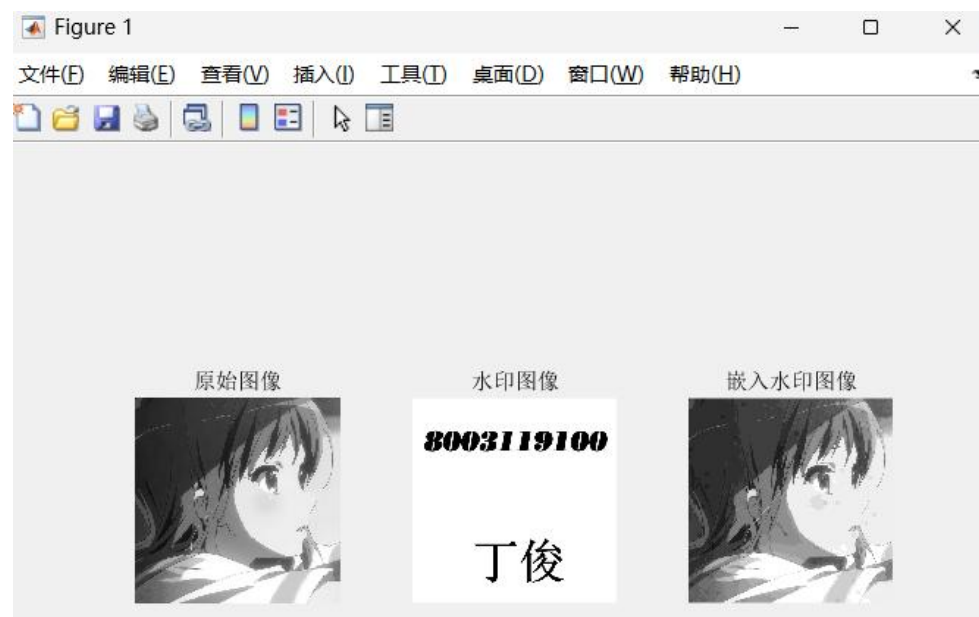 Figure 1
文件(F) 编辑(E) 查看(V) 插入(I) 工具(T) 桌面(D) 窗口(W) 帮助(H)
原始图像 水印图像 嵌入水印图像
8003119100
丁俊